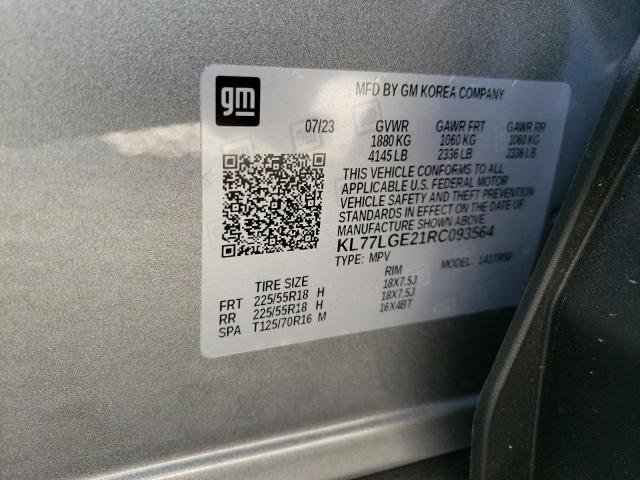 gm
MFD BY GM KOREA COMPANY
07/23 GVWR GAWR FRT GAWR RR
1880 KG 1060 KG 1060 KG
4145 LB 2336 LB 2336 LB
THIS VEHICLE CONFORMS TO ALL
APPLICABLE U.S. FEDERAL MOTOR
VEHICLE SAFETY AND THEFT PREVENTION
STANDARDS IN EFFECT ON THE DATE OF
MANUFACTURE SHOWN ABOVE.
KL77LGE21RC093564
TYPE: MPV MODEL:
TIRE SIZE RIM
FRT 225/55R18 H 18X7.5J
RR 225/55R18 H 18X7.5J
SPA T125/70R16 M 16X4BT